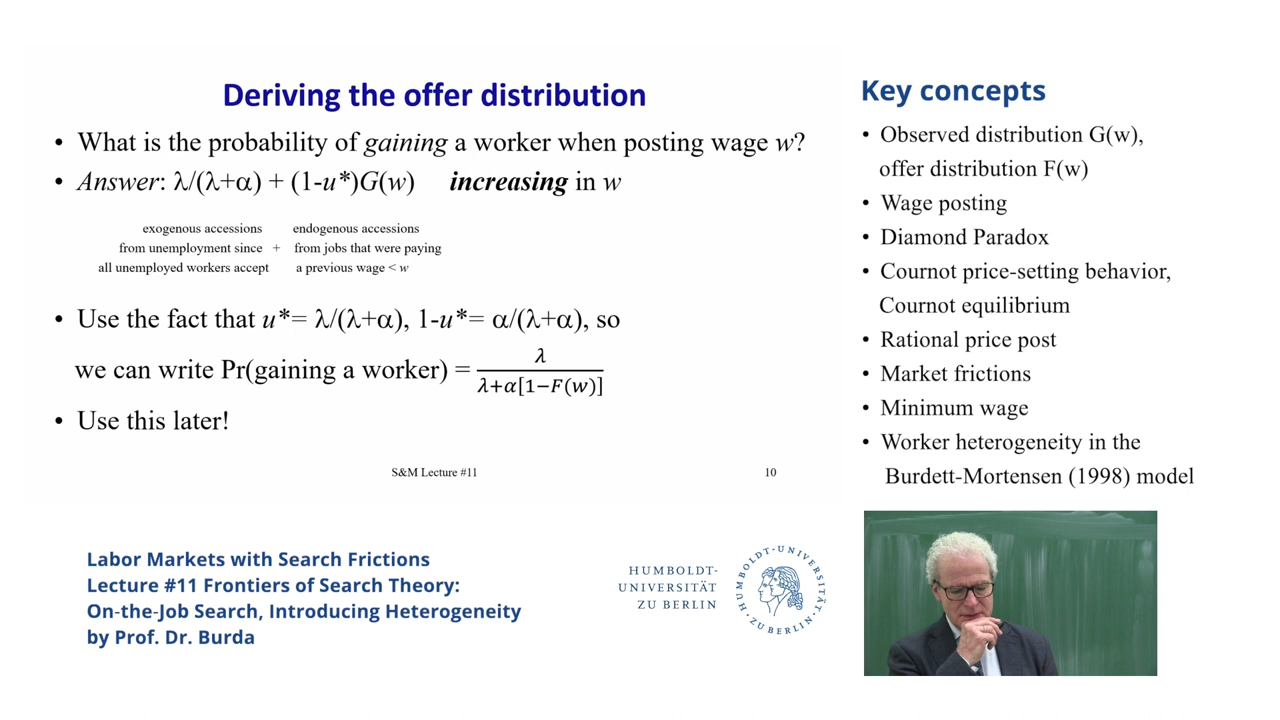 Deriving the offer distribution
• What is the probability of gaining a worker when posting wage w?
• Answer: λ/(λ+α) + (1-u*)G(w) increasing in w
exogenous accessions endogenous accessions
from unemployment since + from jobs that were paying
all unemployed workers accept a previous wage < w
• Use the fact that u*= λ/(λ+α), 1-u*= α/(λ+α), so
we can write Pr(gaining a worker) = λ / λ+α[1−F(w)]
• Use this later!
S&M Lecture #11 10
Key concepts
• Observed distribution G(w),
offer distribution F(w)
• Wage posting
• Diamond Paradox
• Cournot price-setting behavior,
Cournot equilibrium
• Rational price post
• Market frictions
• Minimum wage
• Worker heterogeneity in the
Burdett-Mortensen (1998) model
Labor Markets with Search Frictions
Lecture #11 Frontiers of Search Theory:
On-the-Job Search, Introducing Heterogeneity
by Prof. Dr. Burda
HUMBOLDT-
UNIVERSITÄT
ZU BERLIN
HUMBOLDT-UNIVERSITÄT
ZU BERLIN